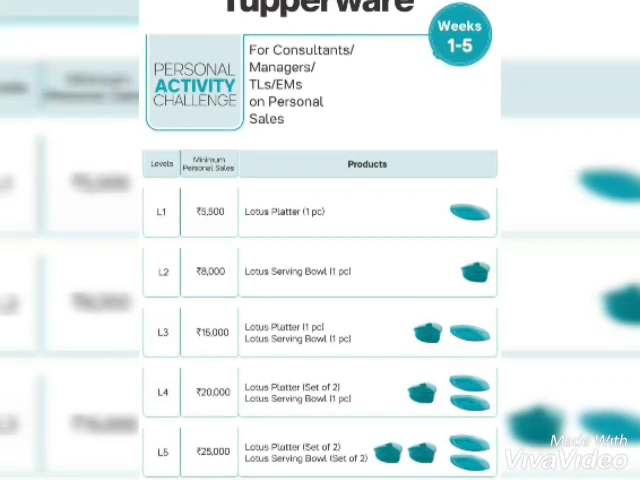 Tupperware
Weeks
1-5
PERSONAL
ACTIVITY
CHALLENGE
For Consultants/
Managers/
TLs/EMs
on Personal
Sales
Levels
Minimum
Personal Sales
Products
L1
₹5,500
Lotus Platter (1 pc)
L2
₹8,000
Lotus Serving Bowl (1 pc)
L3
₹15,000
Lotus Platter (1 pc)
Lotus Serving Bowl (1 pc)
L4
₹20,000
Lotus Platter (Set of 2)
Lotus Serving Bowl (1 pc)
L5
₹25,000
Lotus Platter (Set of 2)
Lotus Serving Bowl (Set of 2)
Made With
VivaVideo